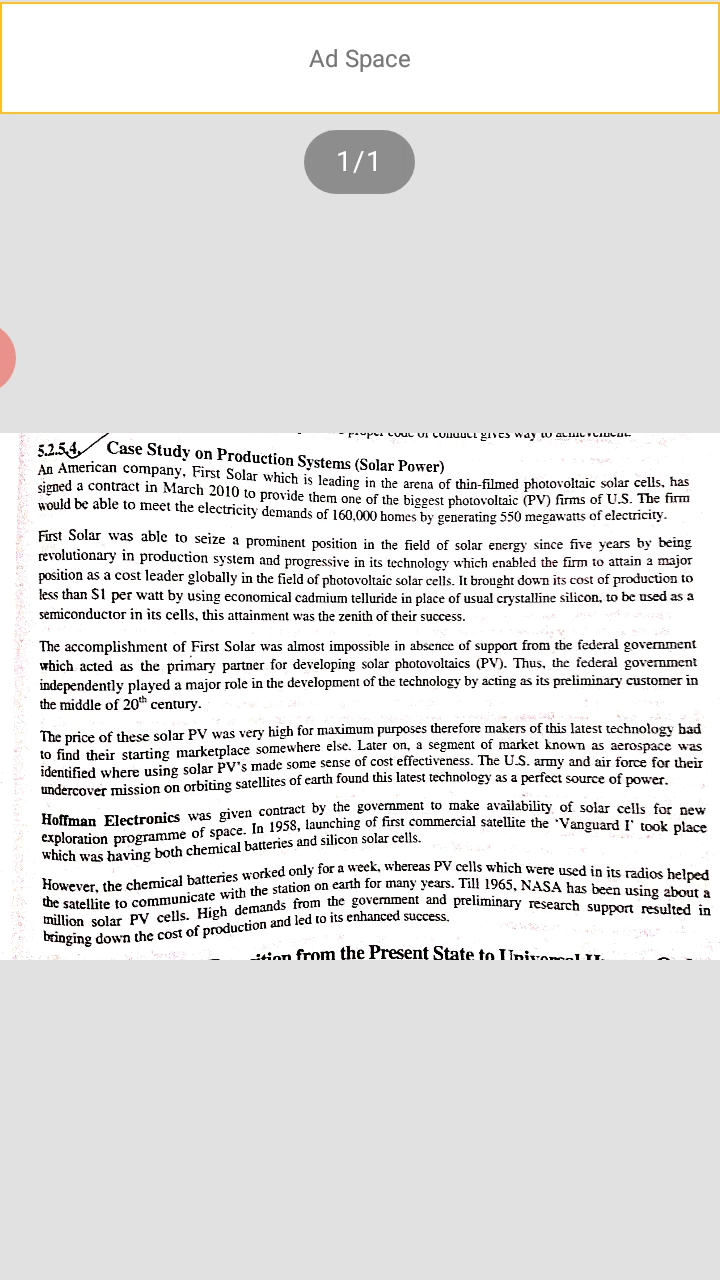 Ad Space
1/1
proper code of conduct gives way to achievement.
5.2.5.4. Case Study on Production Systems (Solar Power)
An American company, First Solar which is leading in the arena of thin-filmed photovoltaic solar cells, has
signed a contract in March 2010 to provide them one of the biggest photovoltaic (PV) firms of U.S. The firm
would be able to meet the electricity demands of 160,000 homes by generating 550 megawatts of electricity.
First Solar was able to seize a prominent position in the field of solar energy since five years by being
revolutionary in production system and progressive in its technology which enabled the firm to attain a major
position as a cost leader globally in the field of photovoltaic solar cells. It brought down its cost of production to
less than $1 per watt by using economical cadmium telluride in place of usual crystalline silicon, to be used as a
semiconductor in its cells, this attainment was the zenith of their success.
The accomplishment of First Solar was almost impossible in absence of support from the federal government
which acted as the primary partner for developing solar photovoltaics (PV). Thus, the federal government
independently played a major role in the development of the technology by acting as its preliminary customer in
the middle of 20th century.
The price of these solar PV was very high for maximum purposes therefore makers of this latest technology had
to find their starting marketplace somewhere else. Later on, a segment of market known as aerospace was
identified where using solar PV's made some sense of cost effectiveness. The U.S. army and air force for their
undercover mission on orbiting satellites of earth found this latest technology as a perfect source of power.
Hoffman Electronics was given contract by the government to make availability of solar cells for new
exploration programme of space. In 1958, launching of first commercial satellite the 'Vanguard I' took place
which was having both chemical batteries and silicon solar cells.
However, the chemical batteries worked only for a week, whereas PV cells which were used in its radios helped
the satellite to communicate with the station on earth for many years. Till 1965, NASA has been using about a
million solar PV cells. High demands from the government and preliminary research support resulted in
bringing down the cost of production and led to its enhanced success.
from the Present State to